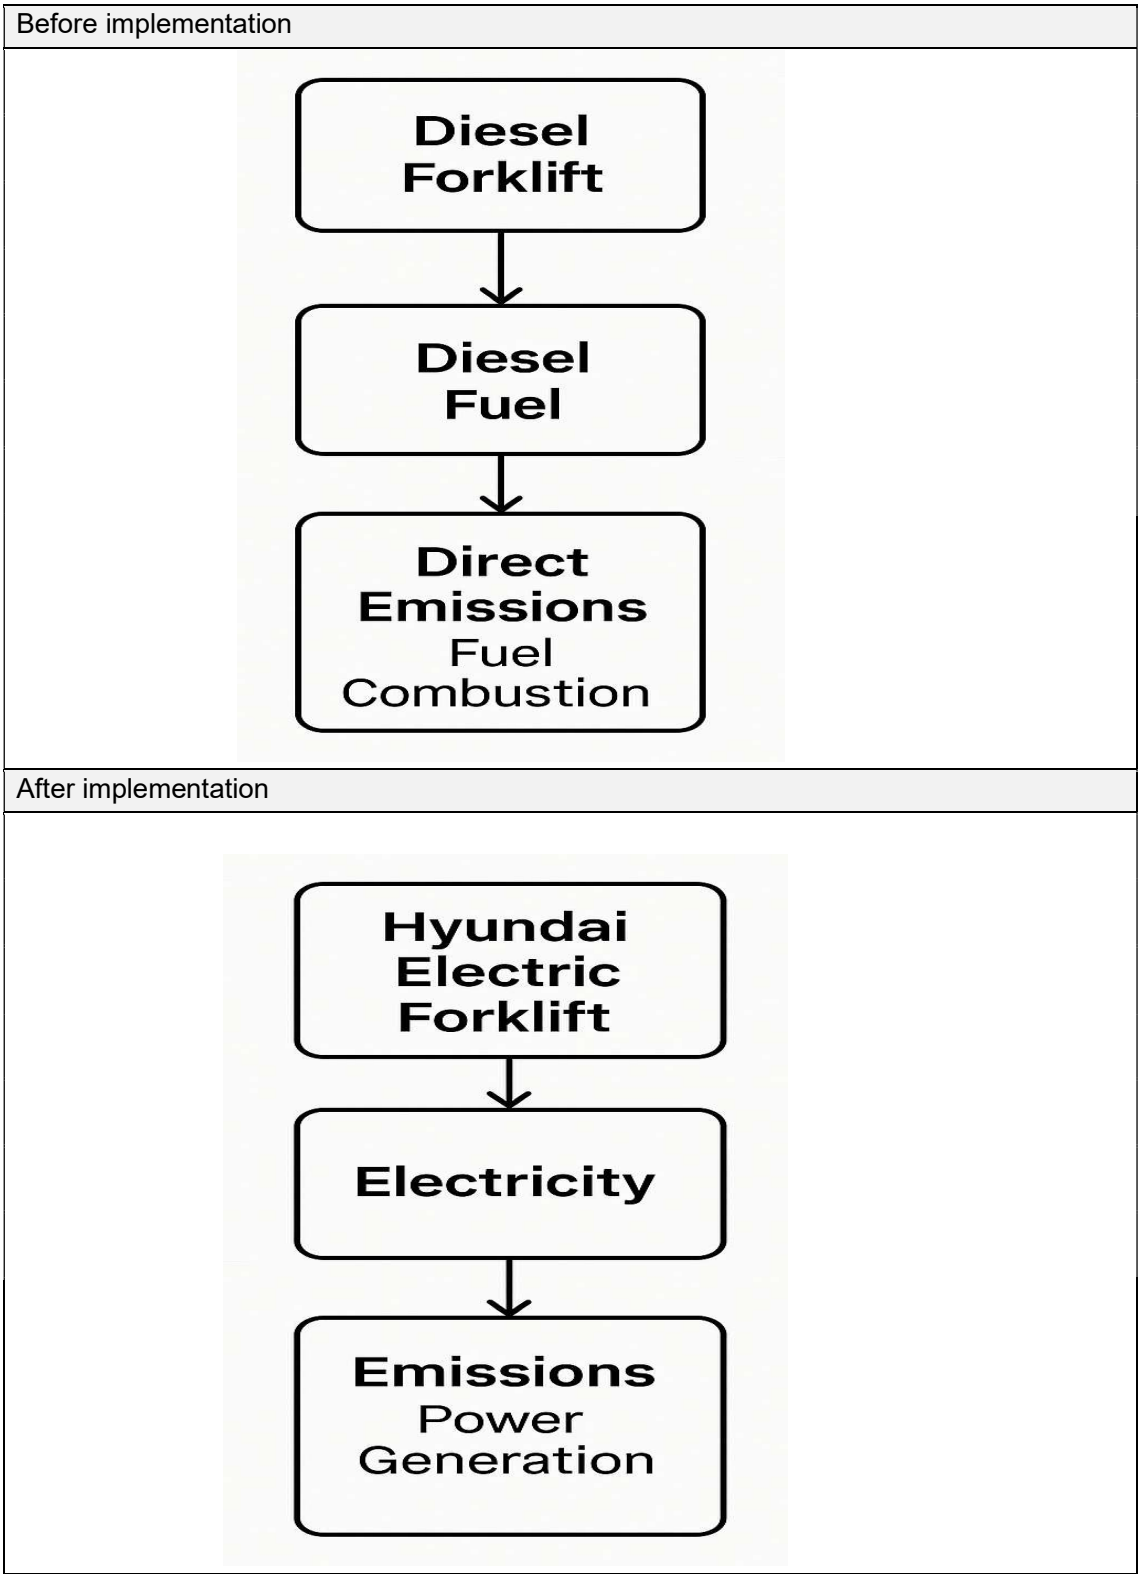 Before implementation
Diesel
Forklift
Diesel
Fuel
Direct
Emissions
Fuel
Combustion
After implementation
Hyundai
Electric
Forklift
Electricity
Emissions
Power
Generation